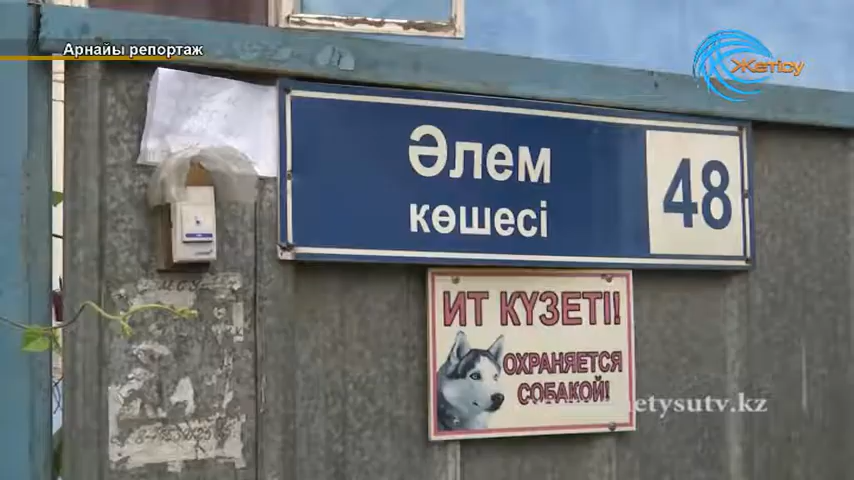 Арнайы репортаж
Жетісу
Әлем
көшесі
48
ИТ КҮЗЕТІ!
ОХРАНЯЕТСЯ
СОБАКОЙ!
etysutv.kz